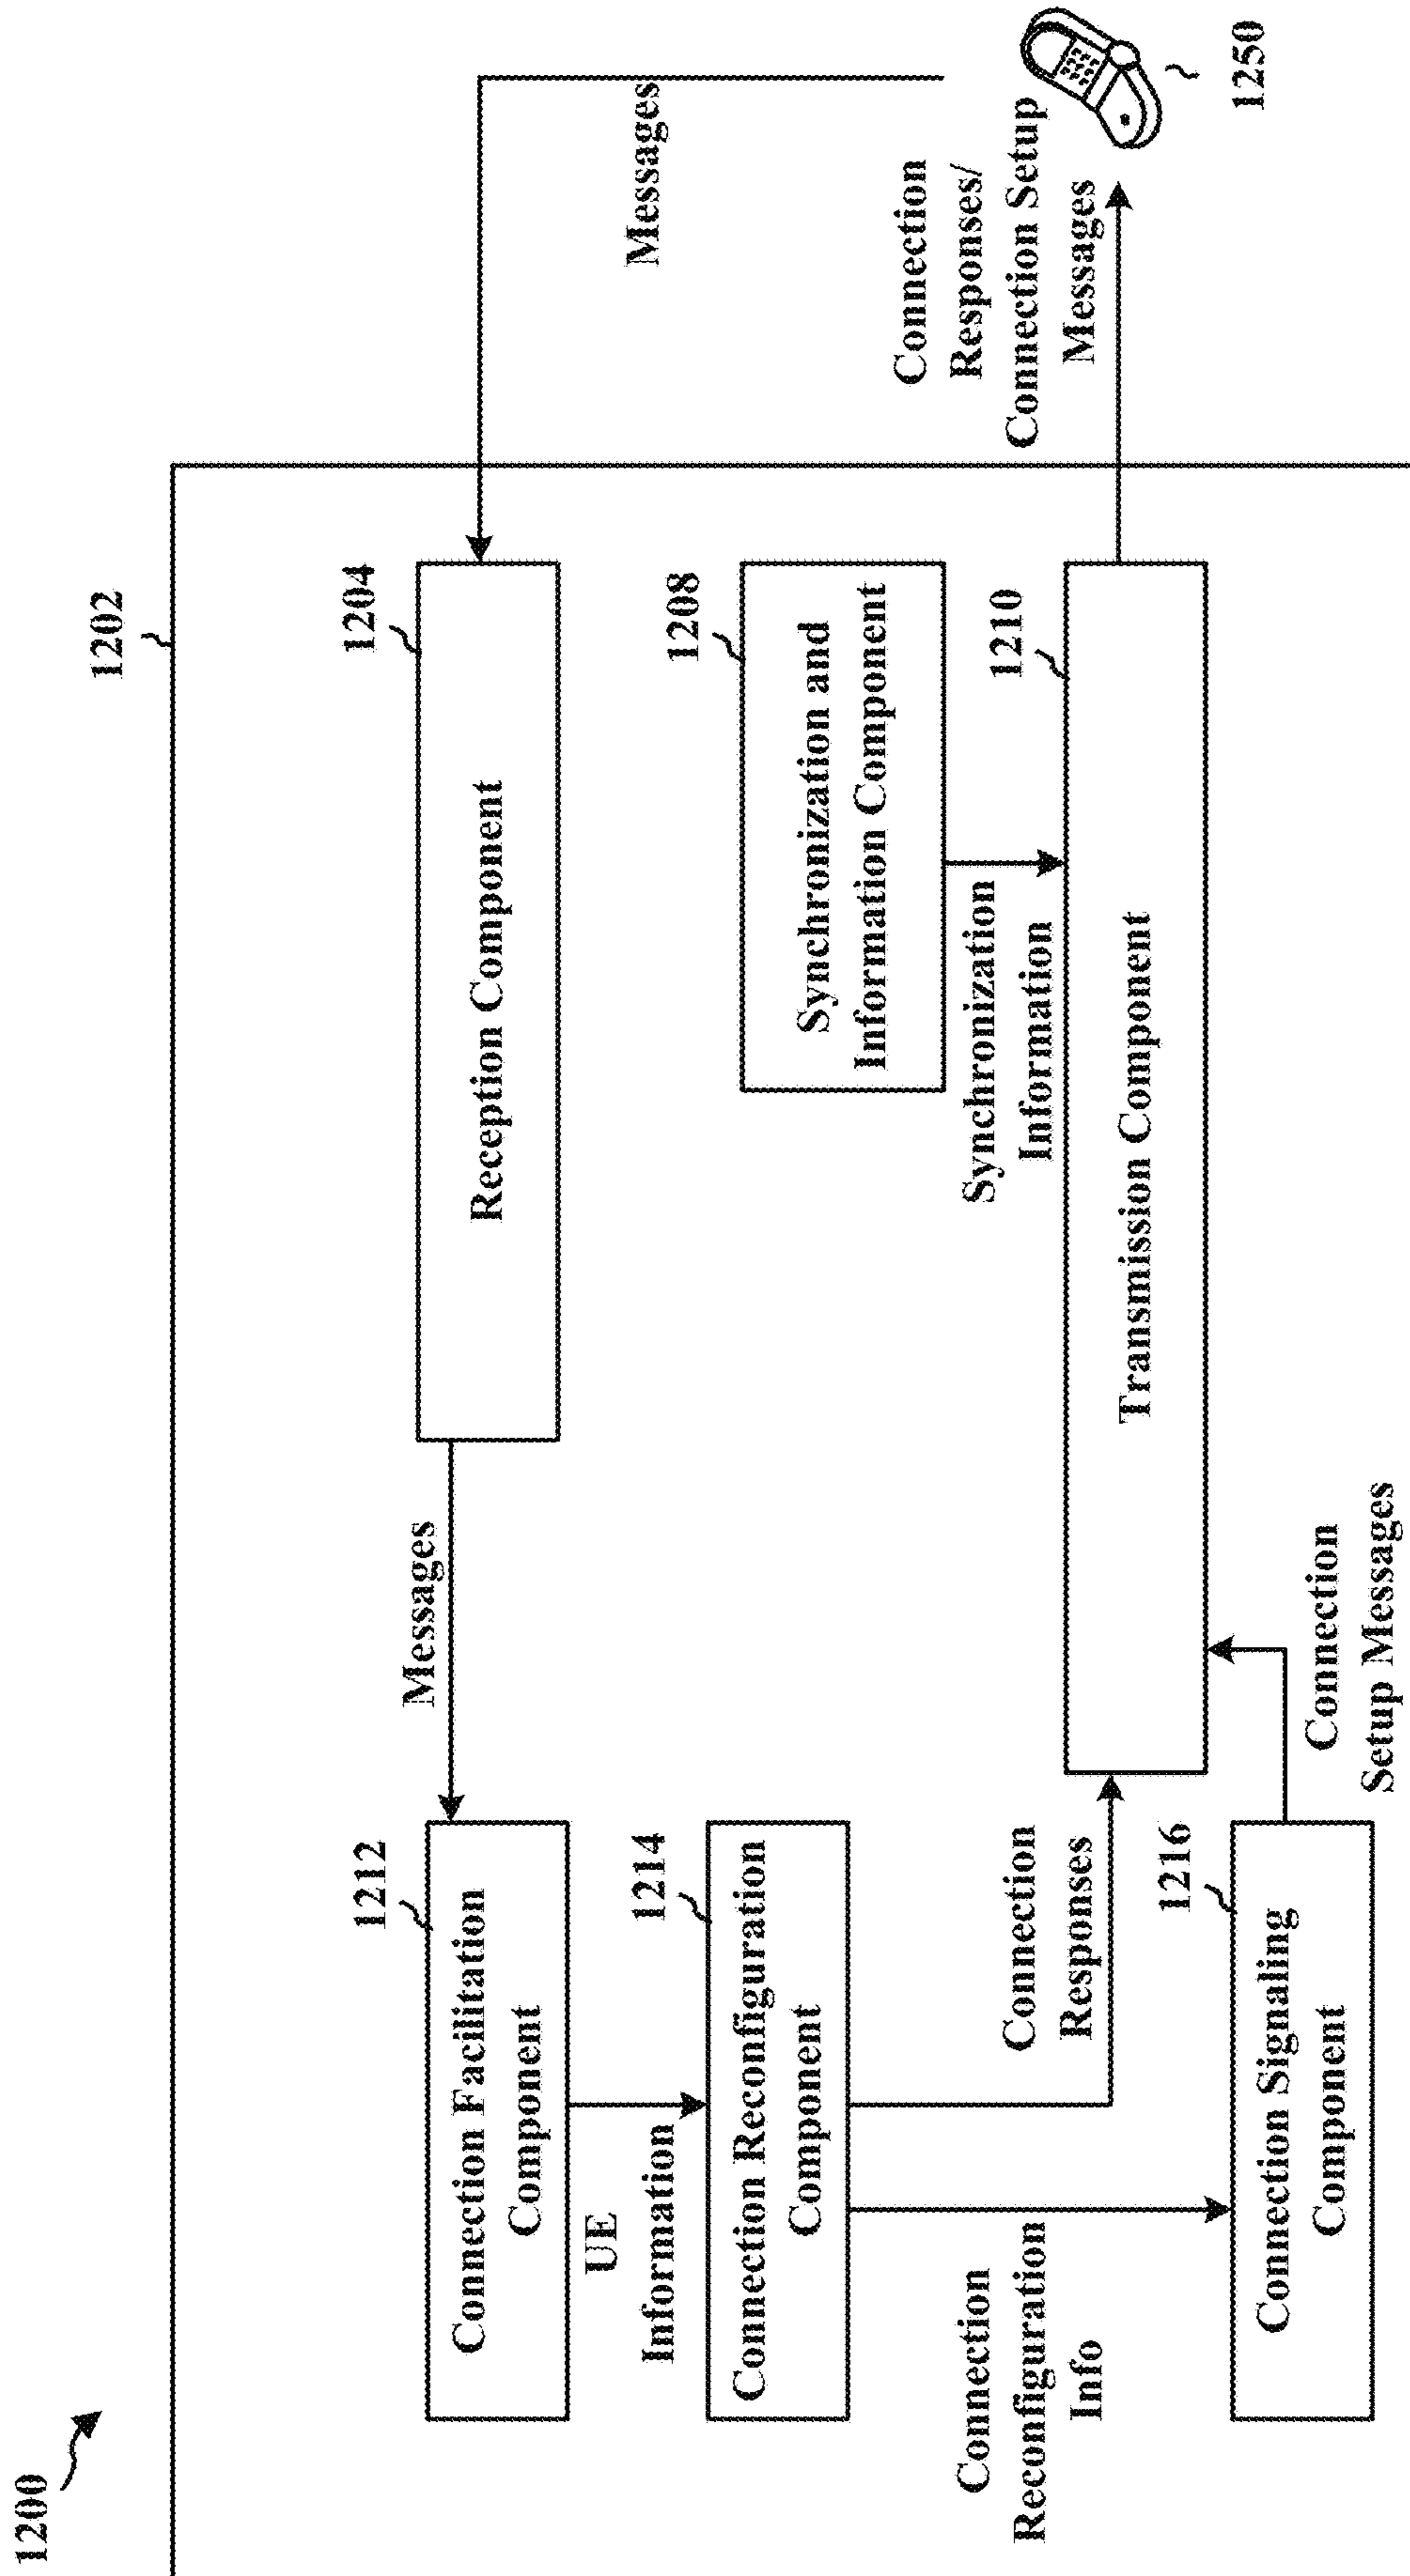 1200
1202
1212
Connection Facilitation
Component
Messages
1204
Reception Component
Messages
UE
Information
1214
Connection Reconfiguration
Component
1208
Synchronization and
Information Component
Synchronization
Information
Connection
Reconfiguration
Info
Connection
Responses
1210
Transmission Component
Connection
Responses/
Connection Setup
Messages
1250
1216
Connection Signaling
Component
Connection
Setup Messages